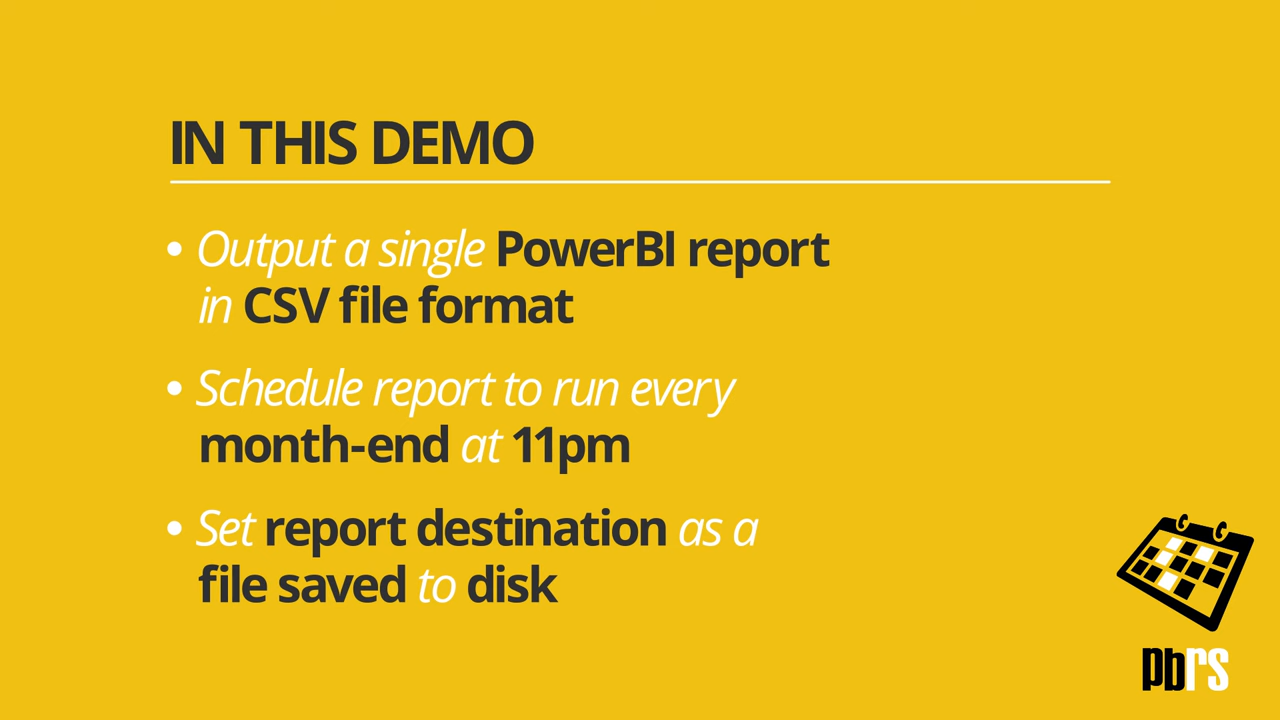 IN THIS DEMO
• Output a single PowerBI report
in CSV file format
• Schedule report to run every
month-end at 11pm
• Set report destination as a
file saved to disk
pbrs